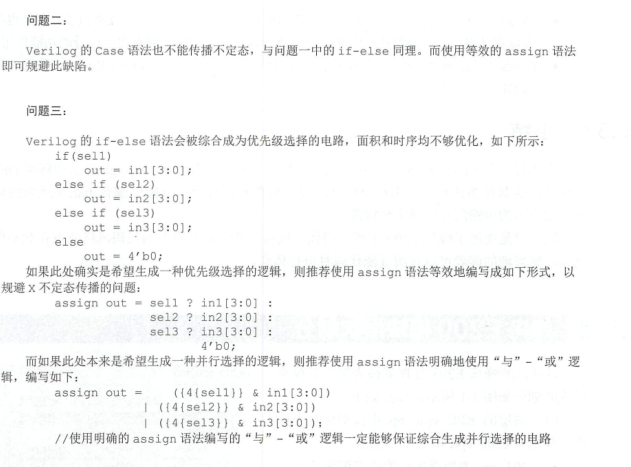 问题二：
Verilog 的 Case 语法也不能传播不定态，与问题一中的 if-else 同理。而使用等效的 assign 语法
即可规避此缺陷。
问题三：
Verilog 的 if-else 语法会被综合成为优先级选择的电路，面积和时序均不够优化，如下所示：
if(sel1)
out = in1[3:0];
else if (sel2)
out = in2[3:0];
else if (sel3)
out = in3[3:0];
else
out = 4'b0;
如果此处确实是希望生成一种优先级选择的逻辑，则推荐使用 assign 语法等效地编写成如下形式，以
规避 X 不定态传播的问题：
assign out = sel1 ? in1[3:0] :
sel2 ? in2[3:0] :
sel3 ? in3[3:0] :
4'b0;
而如果此处本来是希望生成一种并行选择的逻辑，则推荐使用 assign 语法明确地使用“与”-“或”逻
辑，编写如下：
assign out = ({4{sel1}} & in1[3:0])
| ({4{sel2}} & in2[3:0])
| ({4{sel3}} & in3[3:0]);
//使用明确的 assign 语法编写的“与”-“或”逻辑一定能够保证综合生成并行选择的电路